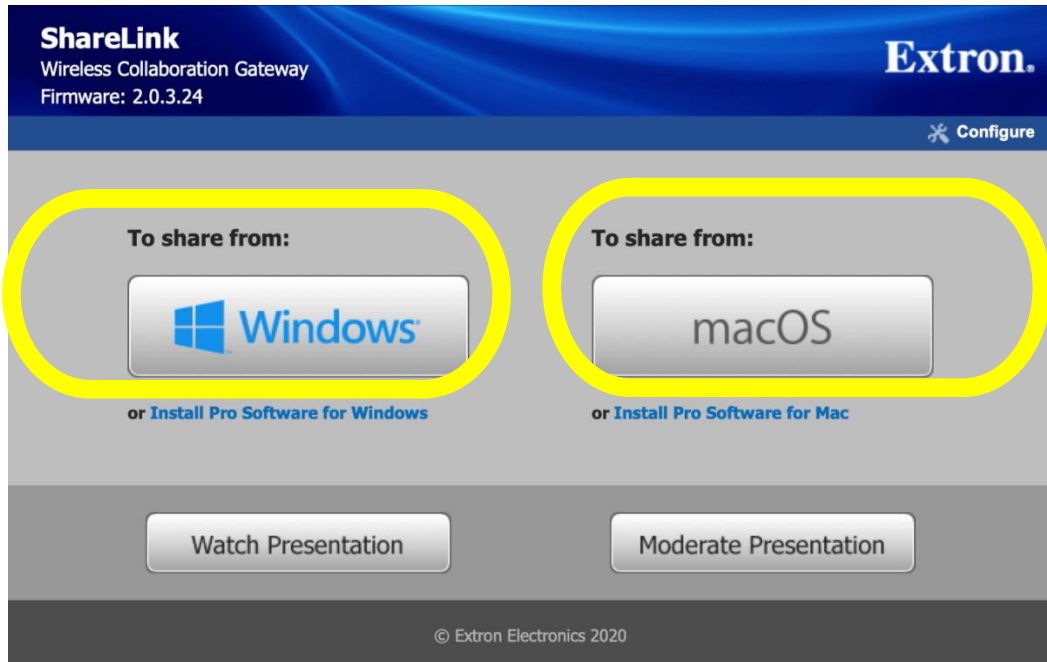 ShareLink
Wireless Collaboration Gateway
Firmware: 2.0.3.24
Extron.
Configure
To share from:
Windows
or Install Pro Software for Windows
To share from:
macOS
or Install Pro Software for Mac
Watch Presentation
Moderate Presentation
© Extron Electronics 2020